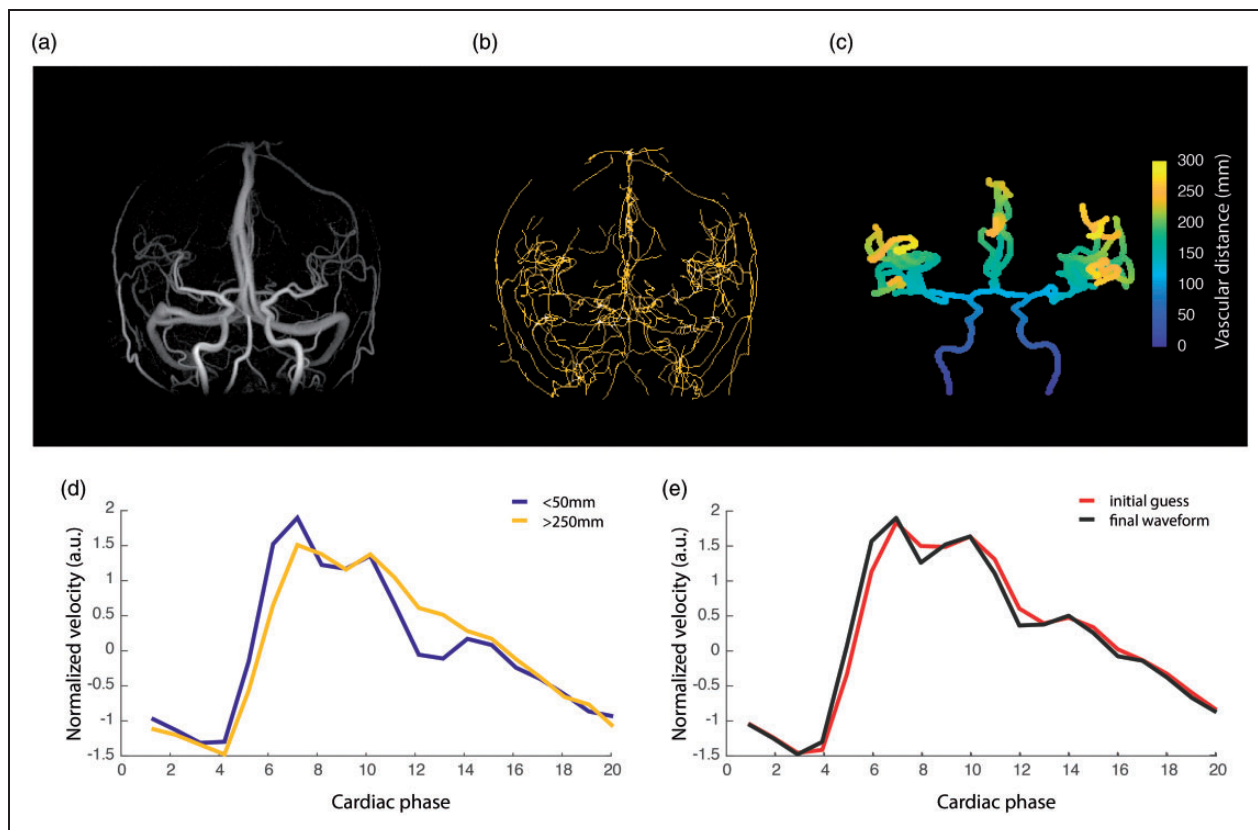 (a)
(b)
(c)
300
250
200
150
100
50
0
Vascular distance (mm)
(d)
<50mm
>250mm
Normalized velocity (a.u.)
2
1.5
1
0.5
0
-0.5
-1
-1.5
0 2 4 6 8 10 12 14 16 18 20
Cardiac phase
(e)
initial guess
final waveform
Normalized velocity (a.u.)
2
1.5
1
0.5
0
-0.5
-1
-1.5
0 2 4 6 8 10 12 14 16 18 20
Cardiac phase